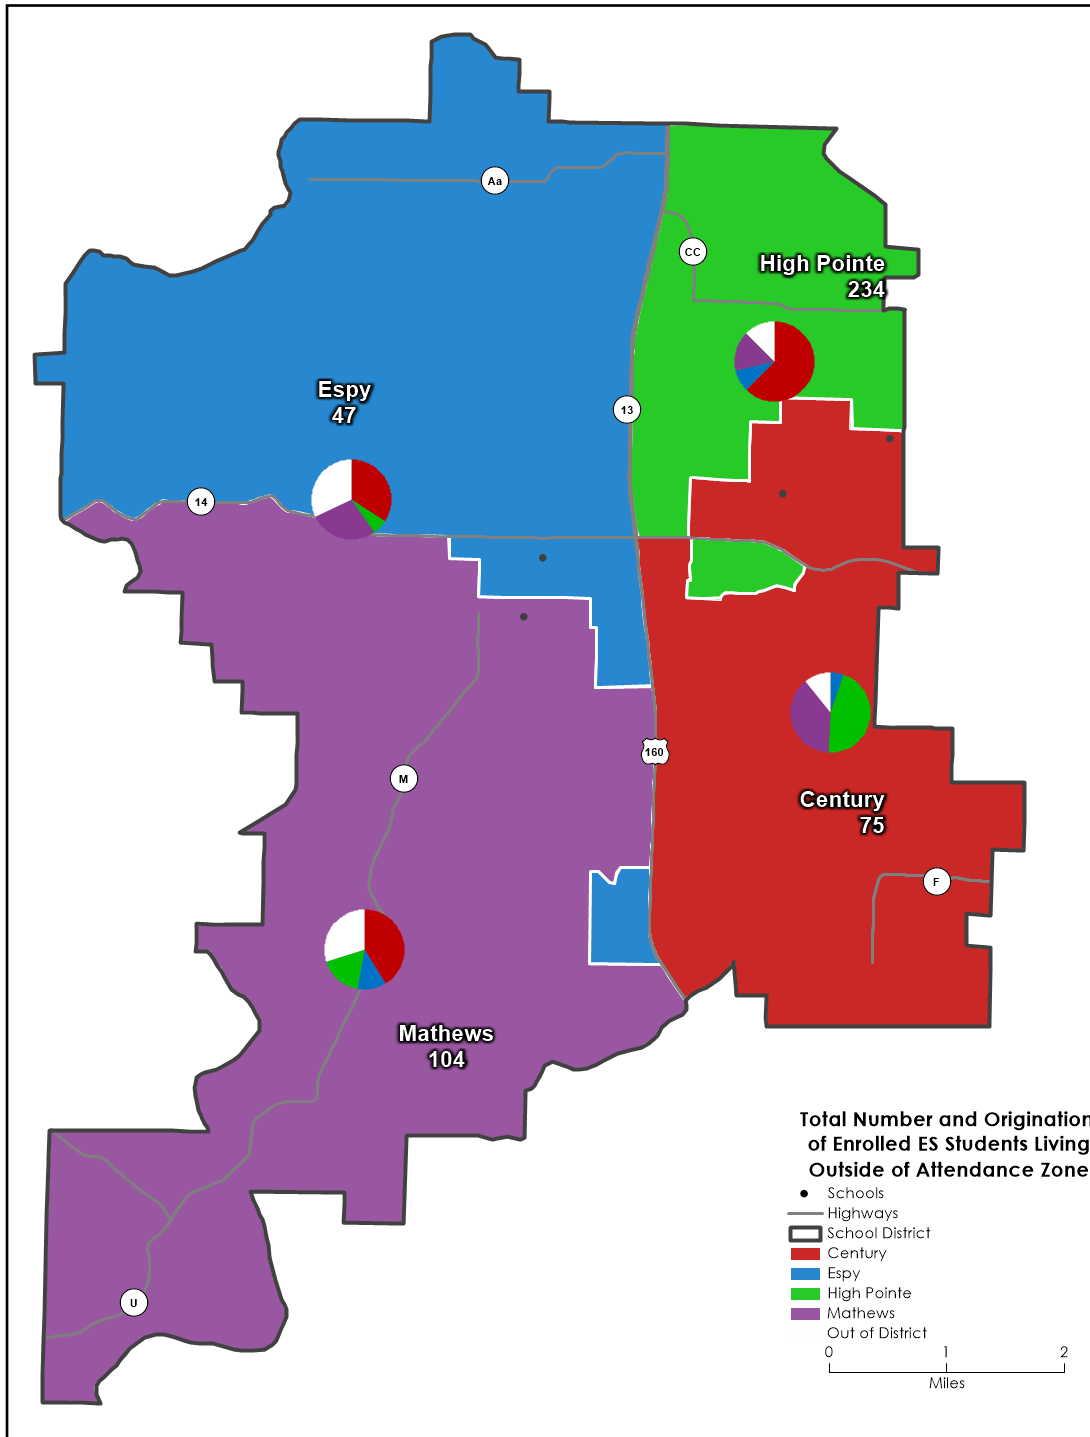 Aa
CC
High Pointe
234
Espy
47
13
14
160
M
Century
75
F
Mathews
104
U
Total Number and Origination
of Enrolled ES Students Living
Outside of Attendance Zone
Schools
Highways
School District
Century
Espy
High Pointe
Mathews
Out of District
0 1 2
Miles